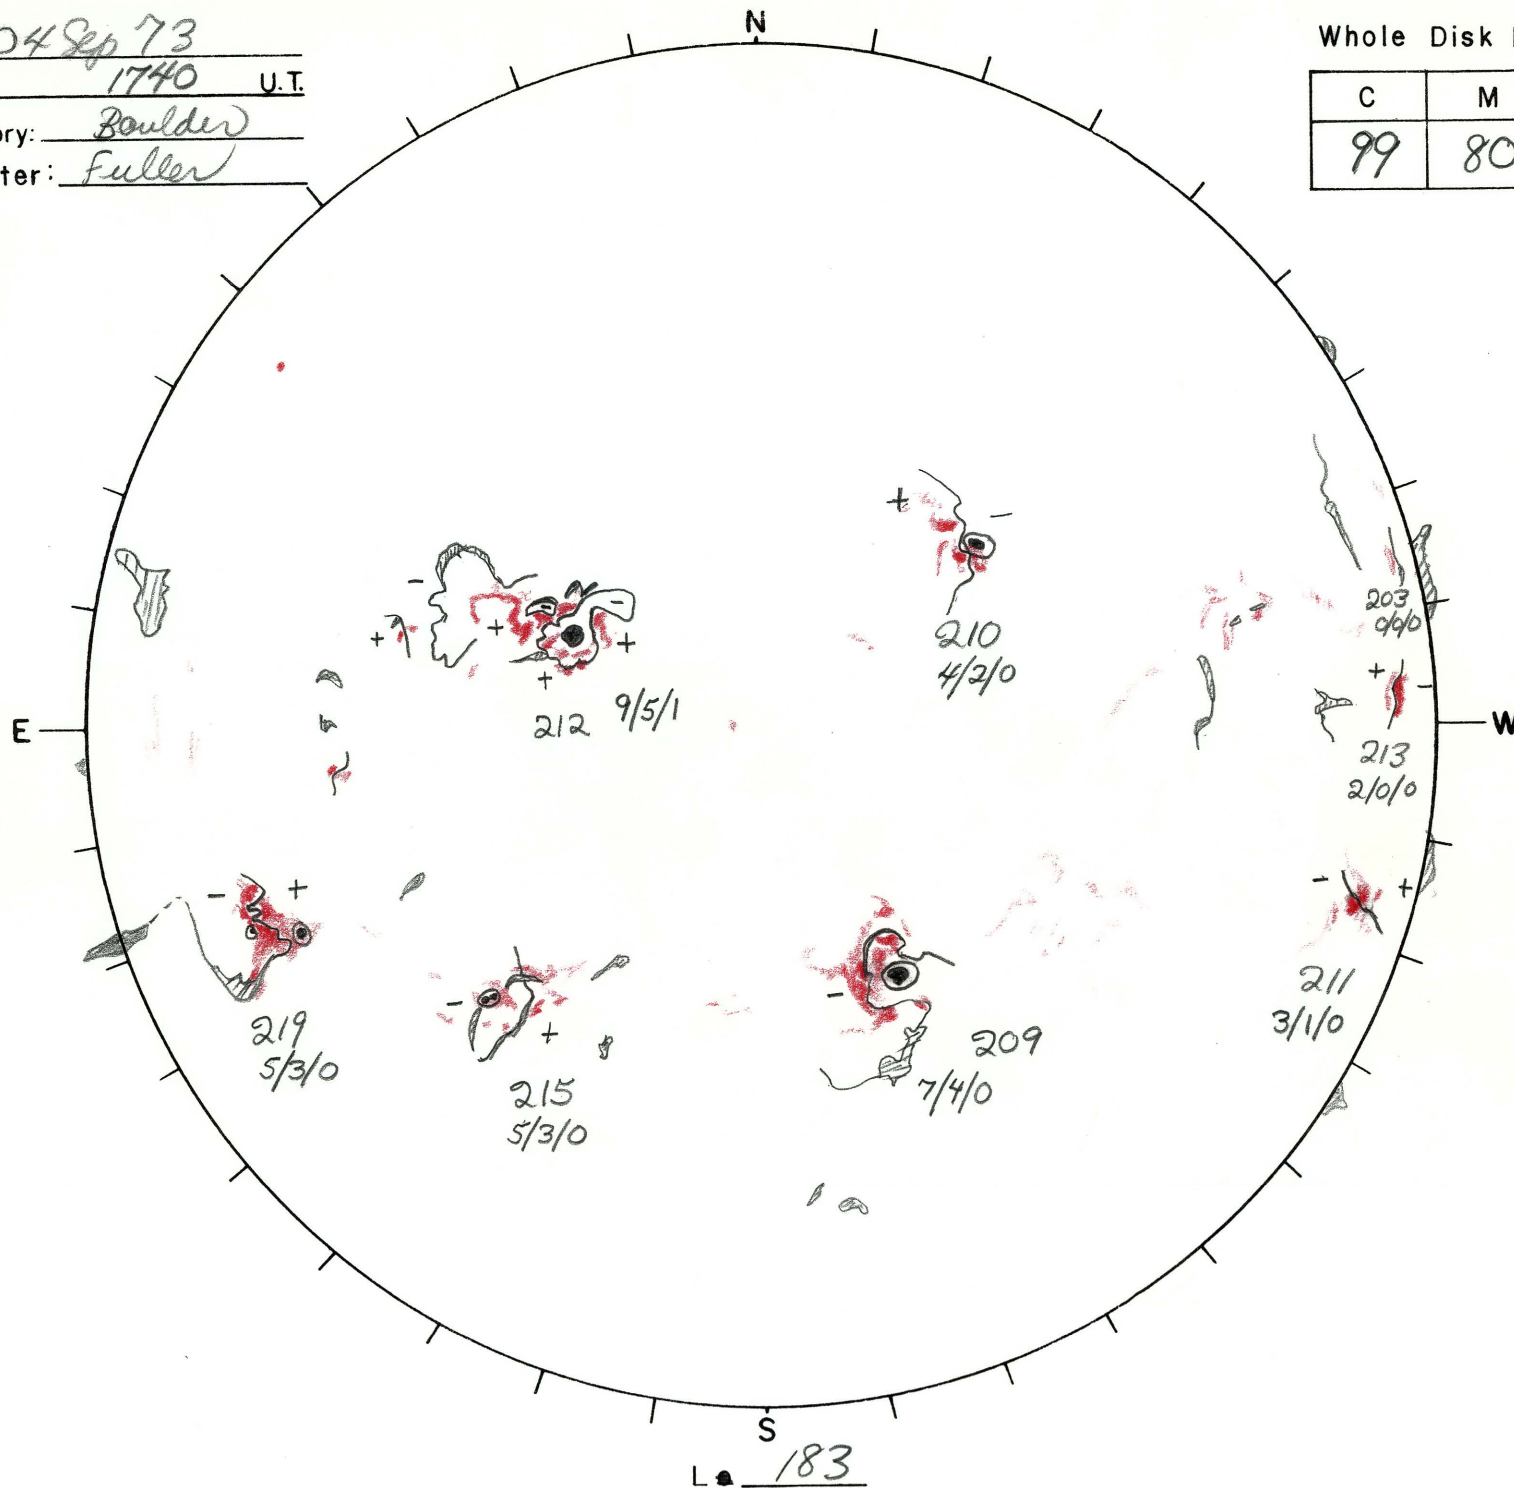 04 Sep 73
1740 U.T.
ory: Boulder
ter: Fuller
N
Whole Disk
C M
99 80
+ -
210
4/2/0
203
0/0/0
-
+ + - - +
+
212 9/5/1
+ -
213
2/0/0
E
W
- +
219
5/3/0
- +
215
5/3/0
-
209
7/4/0
- +
211
3/1/0
S
L 183